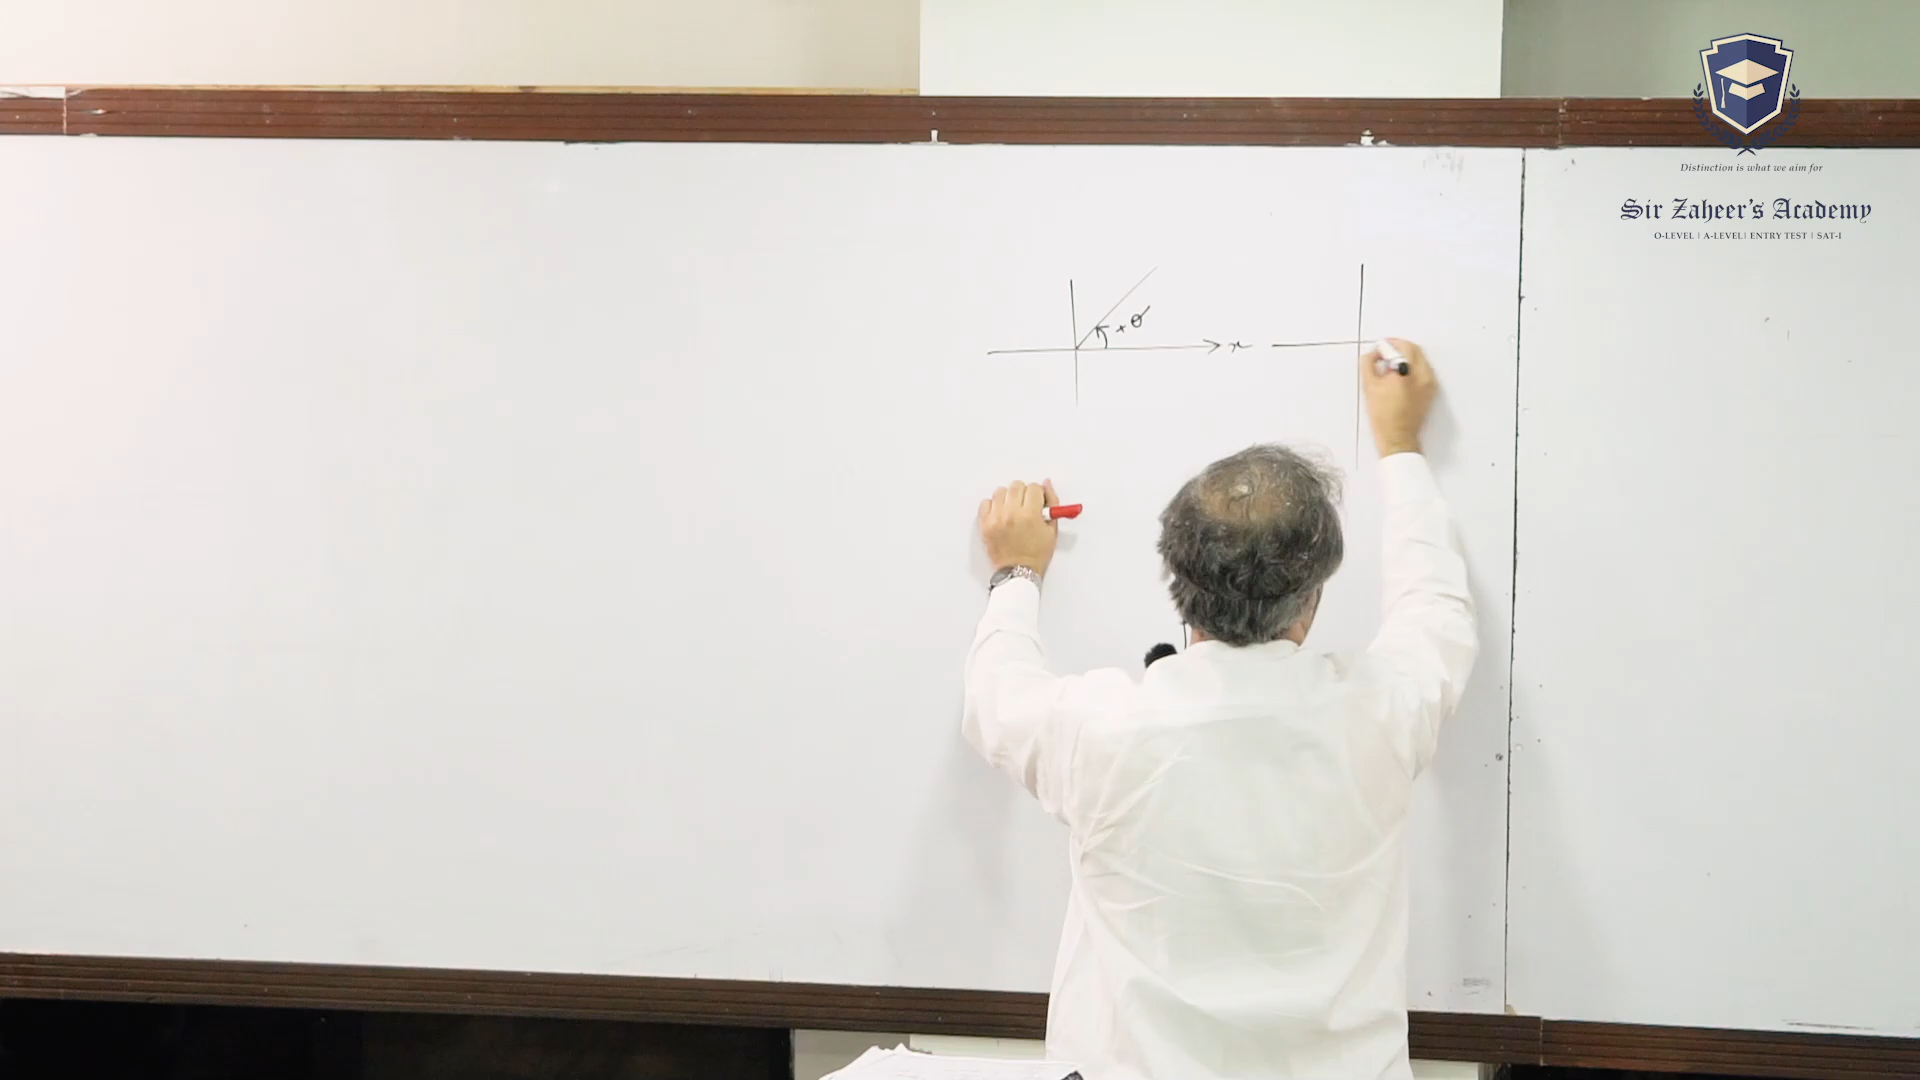 Distinction is what we aim for
Sir Zaheer's Academy
O-LEVEL | A-LEVEL| ENTRY TEST | SAT-I
+θ
x